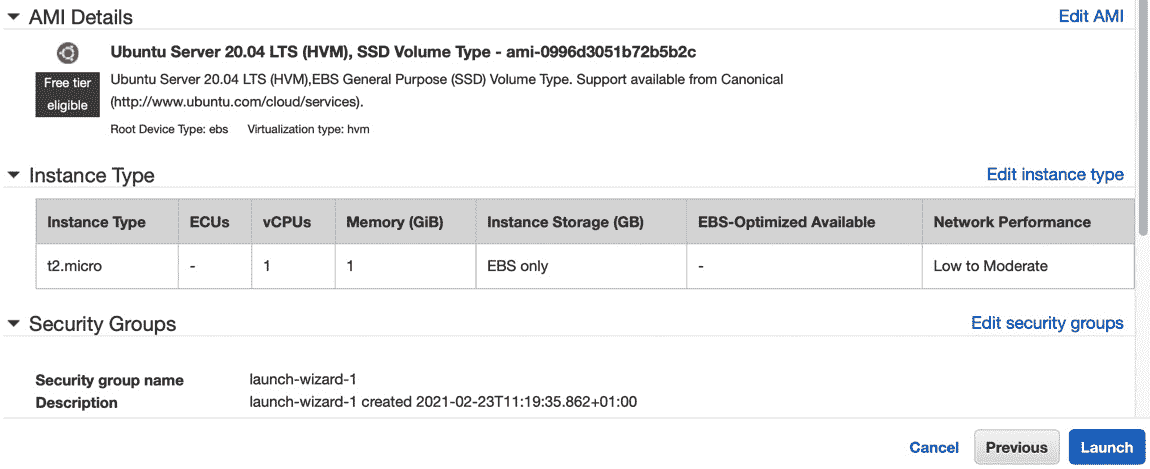 AMI Details Edit AMI
Ubuntu Server 20.04 LTS (HVM), SSD Volume Type - ami-0996d3051b72b5b2c
Free tier eligible
Ubuntu Server 20.04 LTS (HVM),EBS General Purpose (SSD) Volume Type. Support available from Canonical
(http://www.ubuntu.com/cloud/services).
Root Device Type: ebs Virtualization type: hvm
Instance Type Edit instance type
Instance Type ECUs vCPUs Memory (GiB) Instance Storage (GB) EBS-Optimized Available Network Performance
t2.micro - 1 1 EBS only - Low to Moderate
Security Groups Edit security groups
Security group name launch-wizard-1
Description launch-wizard-1 created 2021-02-23T11:19:35.862+01:00
Cancel Previous Launch